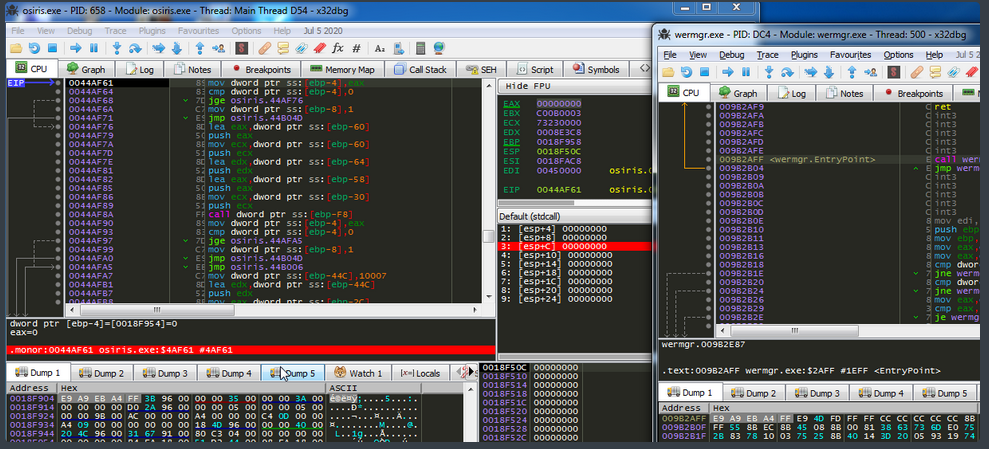 osiris.exe - PID: 658 - Module: osiris.exe - Thread: Main Thread D54 - x32dbg
File View Debug Trace Plugins Favourites Options Help Jul 5 2020
CPU Graph Log Notes Breakpoints Memory Map Call Stack SEH Script Symbols
EIP
0044AF61 mov dword ptr ss:[ebp-4],eax
0044AF64 mov dword ptr ss:[ebp-4],0
0044AF68 7D jge osiris.44AF76
0044AF6A C7 mov dword ptr ss:[ebp-8],1
0044AF71 jmp osiris.44B04D
0044AF76 lea eax,dword ptr ss:[ebp-60]
0044AF79 50 push eax
0044AF7A mov ecx,dword ptr ss:[ebp-60]
0044AF7D 51 push ecx
0044AF7E lea edx,dword ptr ss:[ebp-30]
0044AF81 push edx
0044AF82 lea eax,dword ptr ss:[ebp-58]
0044AF85 push eax
0044AF86 mov ecx,dword ptr ss:[ebp-30]
0044AF89 51 push ecx
0044AF8A FF call dword ptr ss:[ebp-F8]
0044AF90 mov dword ptr ss:[ebp-4],eax
0044AF93 mov dword ptr ss:[ebp-4],0
0044AF97 7D jge osiris.44AFA5
0044AF99 C7 mov dword ptr ss:[ebp-8],1
0044AFA0 jmp osiris.44B04D
0044AFA5 jmp osiris.44B006
0044AFA7 C7 mov dword ptr ss:[ebp-44C],10007
0044AFB1 lea edx,dword ptr ss:[ebp-44C]
0044AFB7 52 push edx
dword ptr [ebp-4]=[0018F954]=0
eax=0
.monor:0044AF61 osiris.exe:$4AF61 #4AF61
Hide FPU
EAX 00000000
EBX C00B0003
ECX 73230000
EDX 0008E3C8
EBP 0018F958
ESP 0018F50C
ESI 0018FAC8
EDI 00450000
EIP 0044AF61
Default (stdcall)
1: [esp+4] 00000000
2: [esp+8] 00000000
3: [esp+C] 00000000
4: [esp+10] 00000000
5: [esp+14] 00000000
6: [esp+18] 00000000
7: [esp+1C] 00000000
8: [esp+20] 00000000
9: [esp+24] 00000000
Dump 1 Dump 2 Dump 3 Dump 4 Dump 5 Watch 1 Locals
Address Hex ASCII
0018F904 E9 A9 EB A4 FF 3B 96 00 00 00 35 00 00 00 3A 00
0018F914 00 00 00 00 D0 2A 96 00 00 00 05 00 00 00 05 00
0018F924 00 00 9B 00 AC 00 00 00 A4 00 00 00 C4 0D 00 00
0018F934 A4 09 00 00 00 00 00 00 18 4D 96 00 00 00 40 00
0018F944 20 4C 96 00 31 67 91 00 80 C3 04 00 00 00 00 00
0018F50C 00000000
0018F510 00000000
0018F514 00000000
0018F518 00000000
0018F51C 00000000
0018F520 00000000
0018F524 00000000
0018F528 00000000
0018F52C 00000000
wermgr.exe - PID: DC4 - Module: wermgr.exe - Thread: 500 - x32dbg
File View Debug Trace Plugins Favourites Options Help Jul 5
CPU Graph Log Notes Breakpoints
009B2AF9 ret
009B2AFA int3
009B2AFB int3
009B2AFC int3
009B2AFD int3
009B2AFE int3
009B2AFF <wermgr.EntryPoint> call werm
009B2B04 jmp werm
009B2B09 int3
009B2B0A int3
009B2B0B int3
009B2B0C int3
009B2B0D int3
009B2B0E mov edi,
009B2B10 push ebp
009B2B11 mov ebp,
009B2B13 mov eax,
009B2B16 mov eax,
009B2B18 cmp dwor
009B2B1E jne werm
009B2B20 cmp dwor
009B2B24 jne werm
009B2B26 mov eax,
009B2B29 cmp eax,
009B2B2E je wermg
wermgr.009B2E87
.text:009B2AFF wermgr.exe:$2AFF #1EFF <EntryPoint>
Dump 1 Dump 2 Dump 3 Dump 4 Dump 5
Address Hex
009B2AFF E9 A9 EB A4 FF E9 4D FD FF FF CC CC CC CC CC 8B
009B2B0F FF 55 8B EC 8B 45 08 8B 00 81 38 63 73 6D E0 75
009B2B1F 2B 83 78 10 03 75 25 8B 40 14 3D 20 05 93 19 74